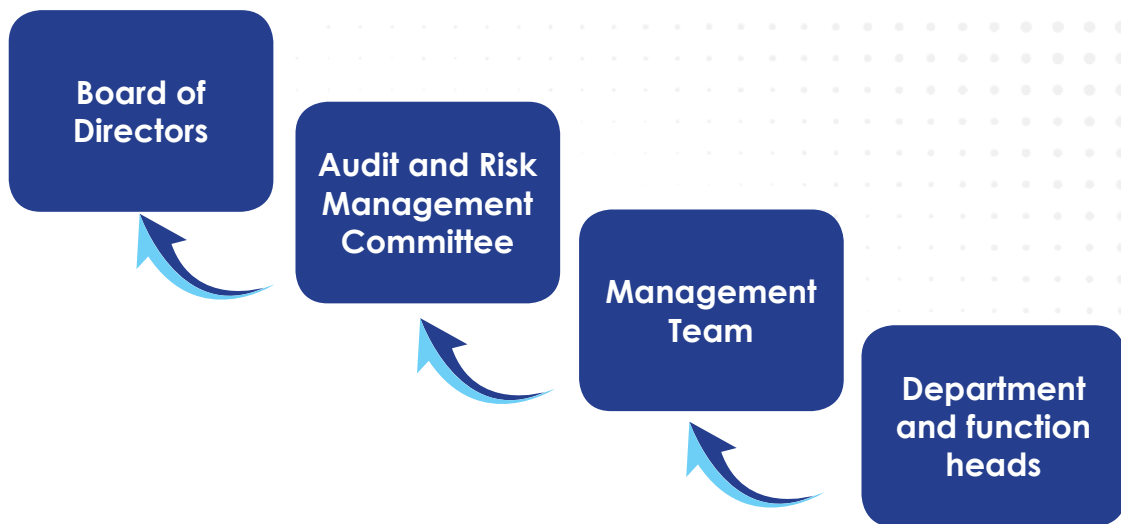 Board of
Directors
Audit and Risk
Management
Committee
Management
Team
Department
and function
heads